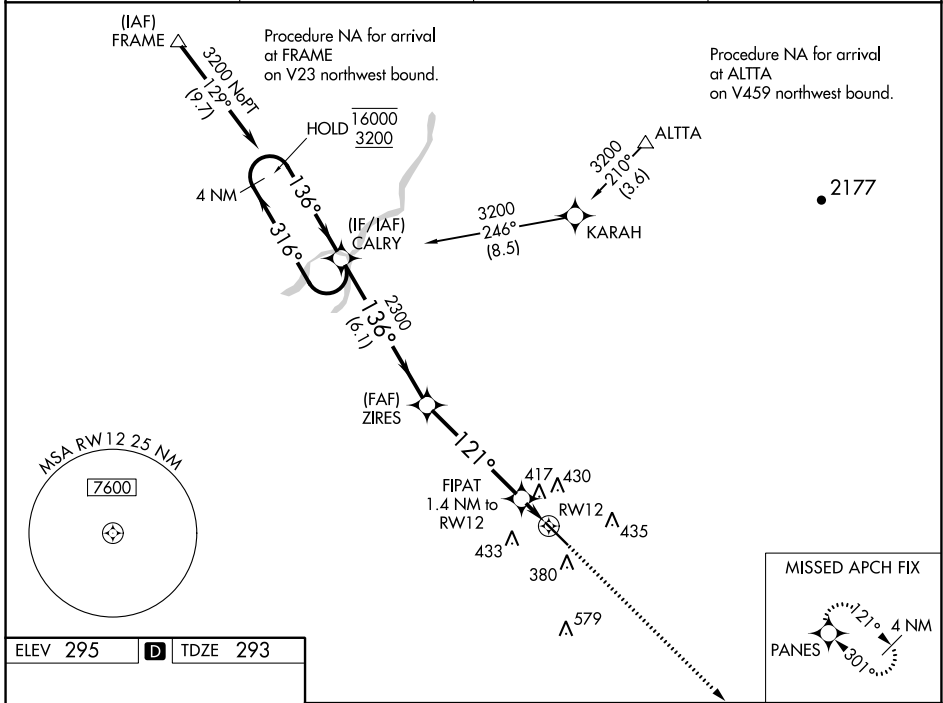 (IAF)
FRAME
3200 NoPT
129°
(9.7)
Procedure NA for arrival
at FRAME
on V23 northwest bound.
Procedure NA for arrival
at ALTTA
on V459 northwest bound.
HOLD 16000
3200
4 NM
136°
316°
(IF/IAF)
CALRY
3200
246°
(8.5)
ALTTA
3200
210°
(3.6)
KARAH
2177
2300
136°
(6.1)
(FAF)
ZIRES
121°
FIPAT
1.4 NM to
RW12
417
430
RW12
435
433
380
579
MSA RW12 25 NM
7600
ELEV 295
D
TDZE 293
MISSED APCH FIX
121°
4 NM
PANES
301°